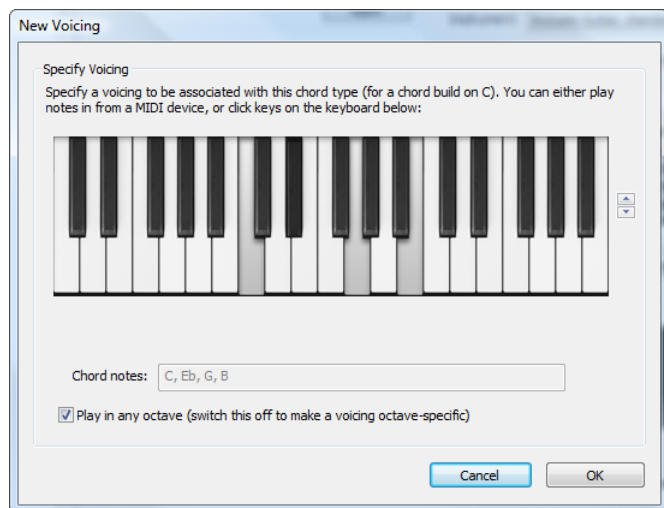 New Voicing
Specify Voicing
Specify a voicing to be associated with this chord type (for a chord build on C). You can either play
notes in from a MIDI device, or click keys on the keyboard below:
Chord notes: C, Eb, G, B
Play in any octave (switch this off to make a voicing octave-specific)
Cancel OK